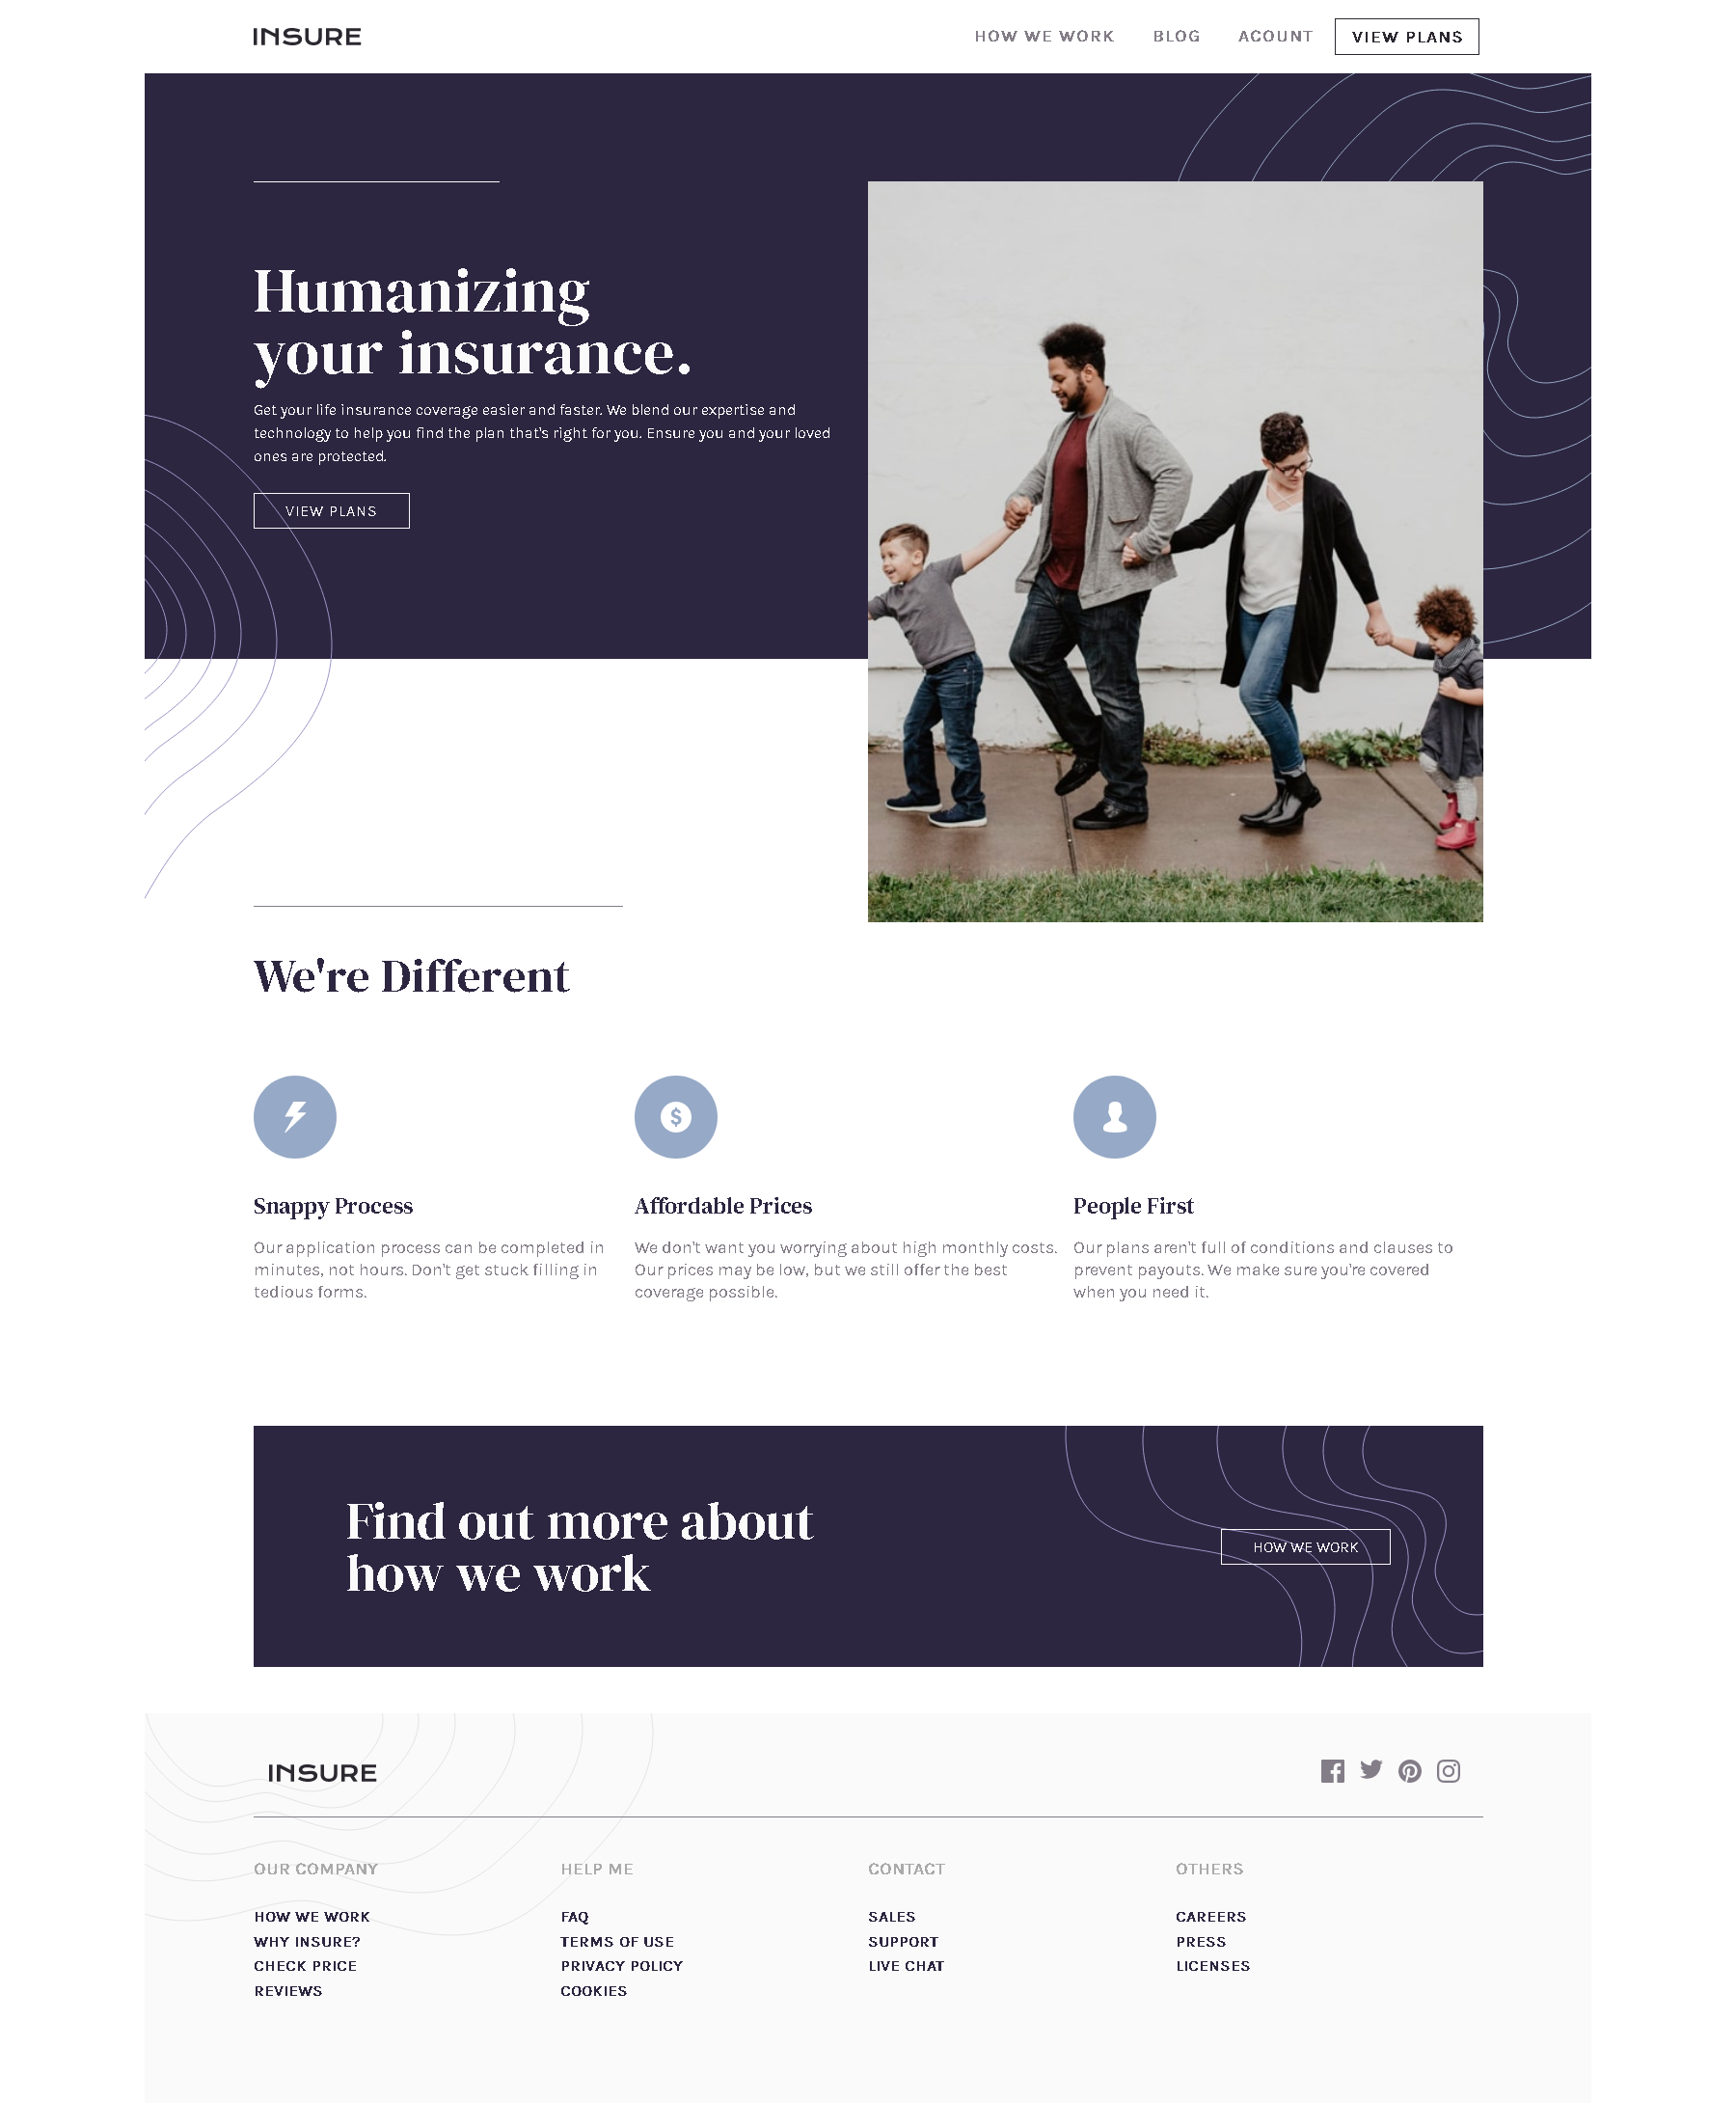 INSURE
HOW WE WORK
BLOG
ACOUNT
VIEW PLANS
Humanizing
your insurance.
Get your life insurance coverage easier and faster. We blend our expertise and
technology to help you find the plan that's right for you. Ensure you and your loved
ones are protected.
VIEW PLANS
We're Different
Snappy Process
Our application process can be completed in
minutes, not hours. Don't get stuck filling in
tedious forms.
Affordable Prices
We don't want you worrying about high monthly costs.
Our prices may be low, but we still offer the best
coverage possible.
People First
Our plans aren't full of conditions and clauses to
prevent payouts. We make sure you're covered
when you need it.
Find out more about
how we work
HOW WE WORK
INSURE
OUR COMPANY
HOW WE WORK
WHY INSURE?
CHECK PRICE
REVIEWS
HELP ME
FAQ
TERMS OF USE
PRIVACY POLICY
COOKIES
CONTACT
SALES
SUPPORT
LIVE CHAT
OTHERS
CAREERS
PRESS
LICENSES